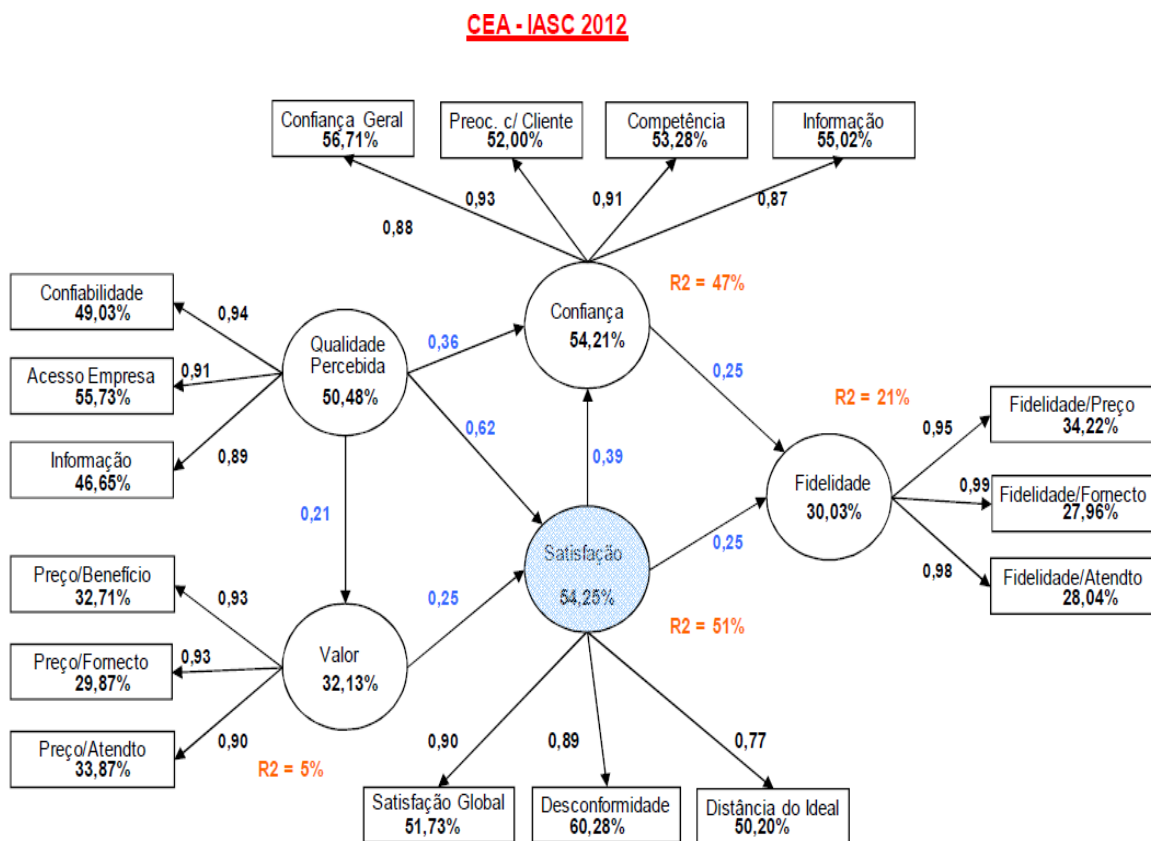 CEA - IASC 2012
Confiança Geral
56,71%
Preoc. c/ Cliente
52,00%
Competência
53,28%
Informação
55,02%
0,88
0,93
0,91
0,87
R2 = 47%
Confiança
54,21%
Confiabilidade
49,03%
0,94
Acesso Empresa
55,73%
0,91
Informação
46,65%
0,89
Qualidade
Percebida
50,48%
0,36
0,62
0,21
0,39
0,25
R2 = 21%
Fidelidade
30,03%
0,95
Fidelidade/Preço
34,22%
0,99
Fidelidade/Fornecto
27,96%
0,98
Fidelidade/Atendto
28,04%
Satisfação
54,25%
0,25
R2 = 51%
Preço/Benefício
32,71%
0,93
Preço/Fornecto
29,87%
0,93
Preço/Atendto
33,87%
0,90
Valor
32,13%
0,25
R2 = 5%
0,90
0,89
0,77
Satisfação Global
51,73%
Desconformidade
60,28%
Distância do Ideal
50,20%